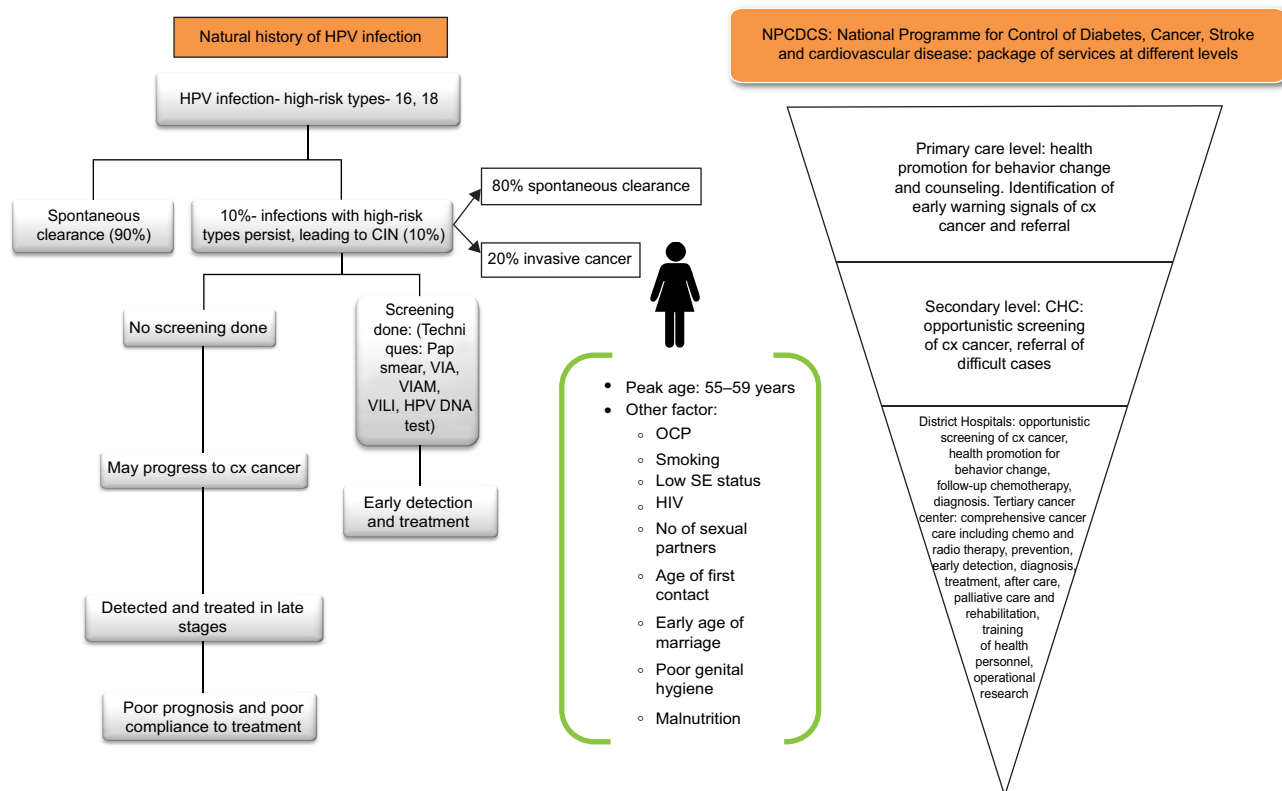 Natural history of HPV infection
HPV infection- high-risk types- 16, 18
Spontaneous
clearance (90%)
10%- infections with high-risk
types persist, leading to CIN (10%)
80% spontaneous clearance
20% invasive cancer
No screening done
Screening
done: (Techni
ques: Pap
smear, VIA,
VIAM,
VILI, HPV DNA
test)
May progress to cx cancer
Early detection
and treatment
Detected and treated in late
stages
Poor prognosis and poor
compliance to treatment
• Peak age: 55–59 years
• Other factor:
◦ OCP
◦ Smoking
◦ Low SE status
◦ HIV
◦ No of sexual
partners
◦ Age of first
contact
◦ Early age of
marriage
◦ Poor genital
hygiene
◦ Malnutrition
NPCDCS: National Programme for Control of Diabetes, Cancer, Stroke
and cardiovascular disease: package of services at different levels
Primary care level: health
promotion for behavior change
and counseling. Identification of
early warning signals of cx
cancer and referral
Secondary level: CHC:
opportunistic screening
of cx cancer, referral of
difficult cases
District Hospitals: opportunistic
screening of cx cancer,
health promotion for
behavior change,
follow-up chemotherapy,
diagnosis. Tertiary cancer
center: comprehensive cancer
care including chemo and
radio therapy, prevention,
early detection, diagnosis,
treatment, after care,
palliative care and
rehabilitation,
training
of health
personnel,
operational
research